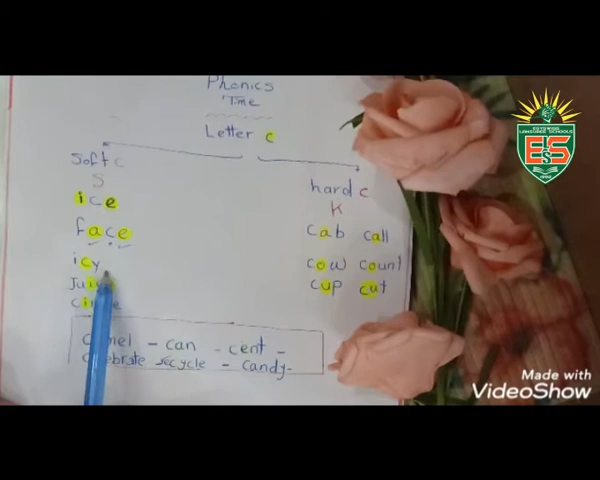 Phonics
Time
Letter c
soft c
S
ice
face
icy
hard c
K
cab call
cow count
cup cut
- can - cent -
recycle - candy-
ESS
Made with
VideoShow